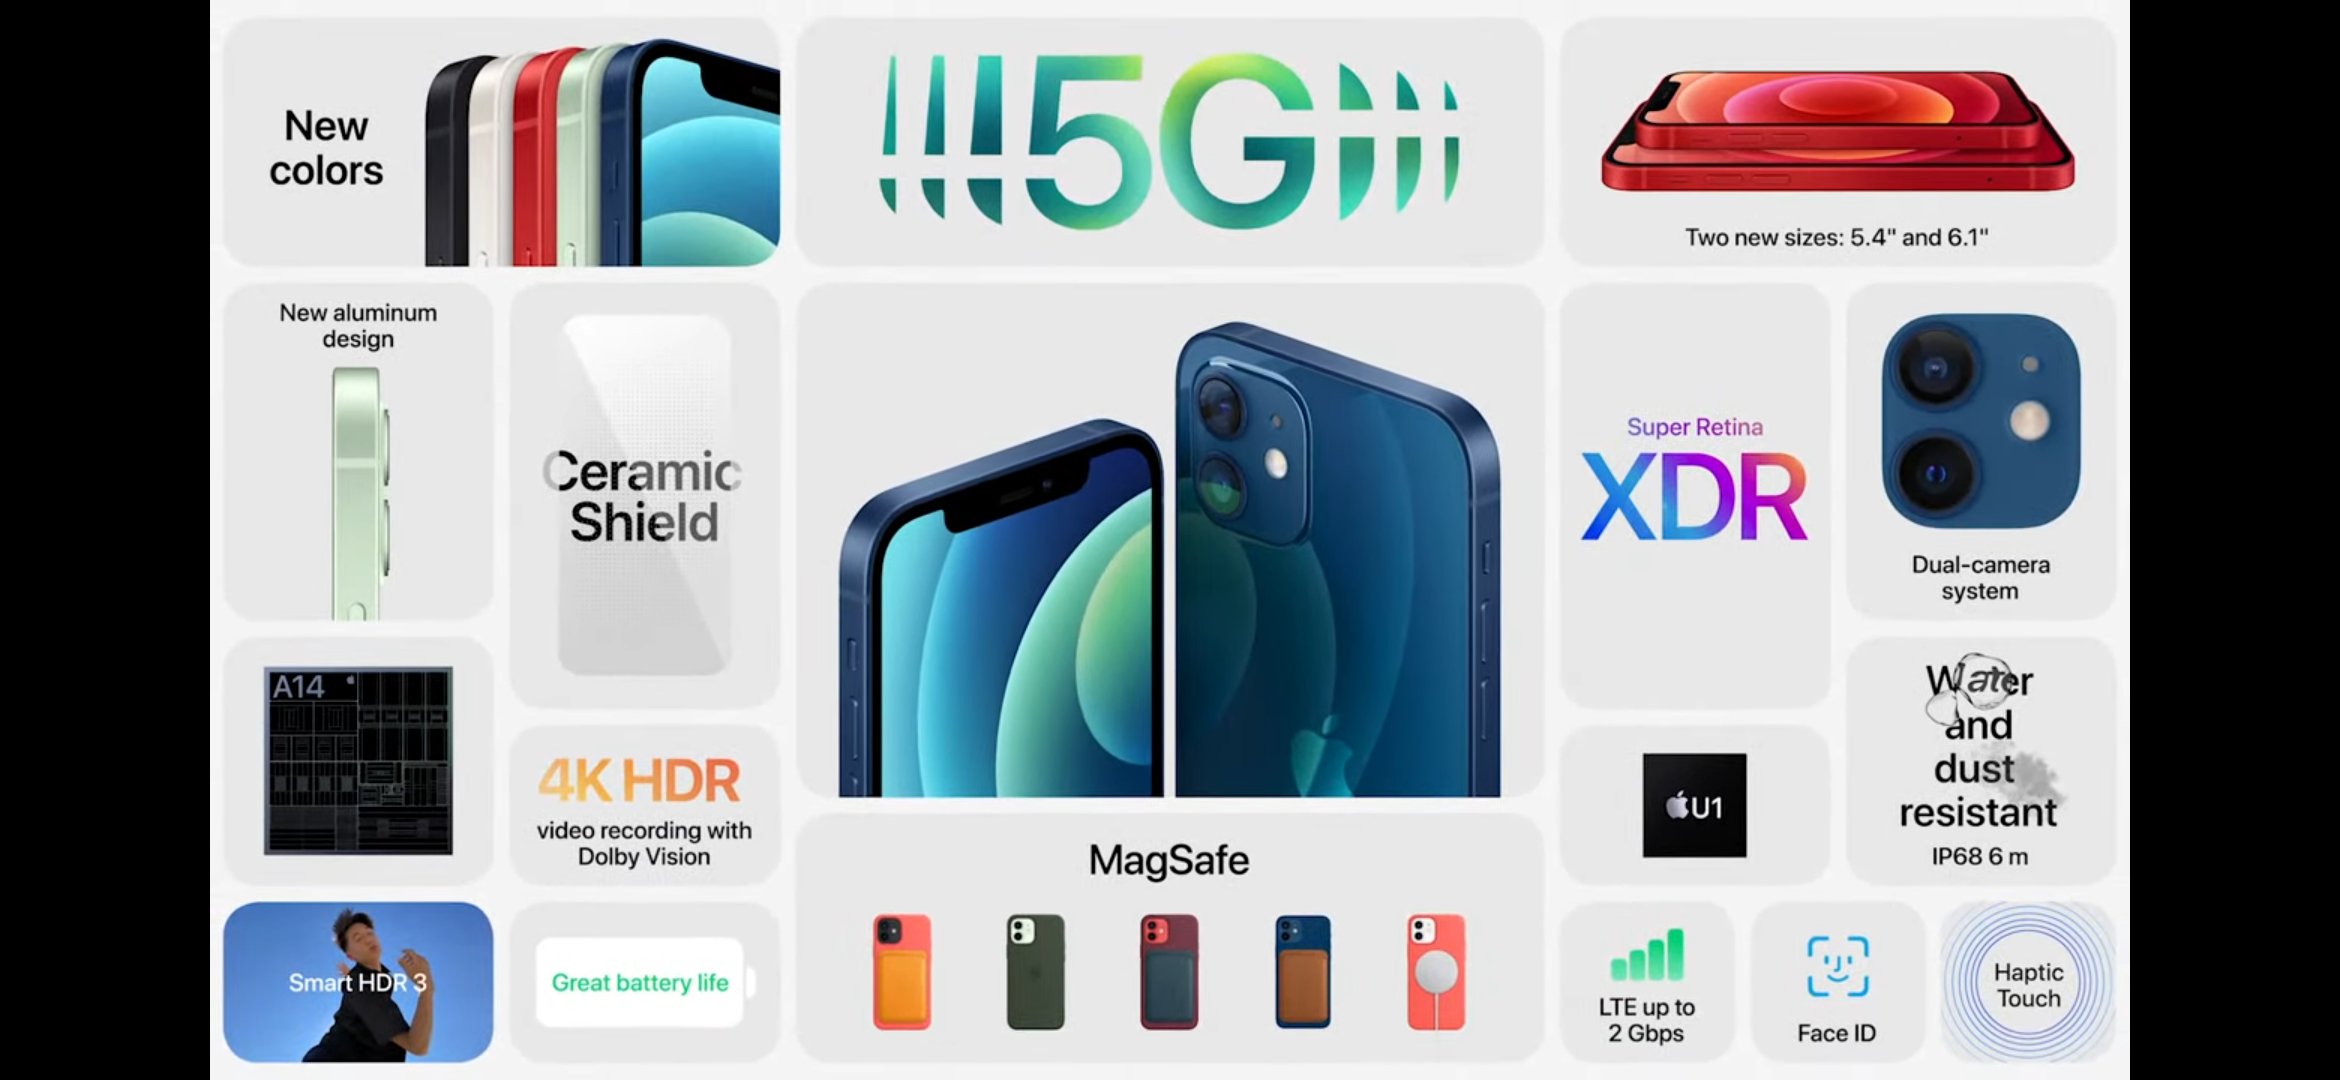 New
colors
5G
Two new sizes: 5.4" and 6.1"
New aluminum
design
Ceramic
Shield
Super Retina
XDR
Dual-camera
system
A14
4K HDR
video recording with
Dolby Vision
MagSafe
U1
Water
and
dust
resistant
IP68 6 m
Smart HDR 3
Great battery life
LTE up to
2 Gbps
Face ID
Haptic
Touch